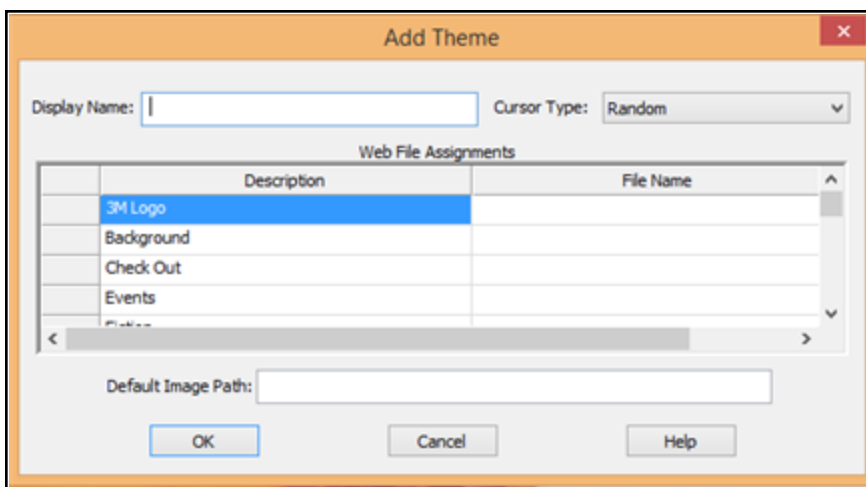 Add Theme
Display Name: Cursor Type: Random
Web File Assignments
Description File Name
3M Logo
Background
Check Out
Events
Default Image Path:
OK Cancel Help